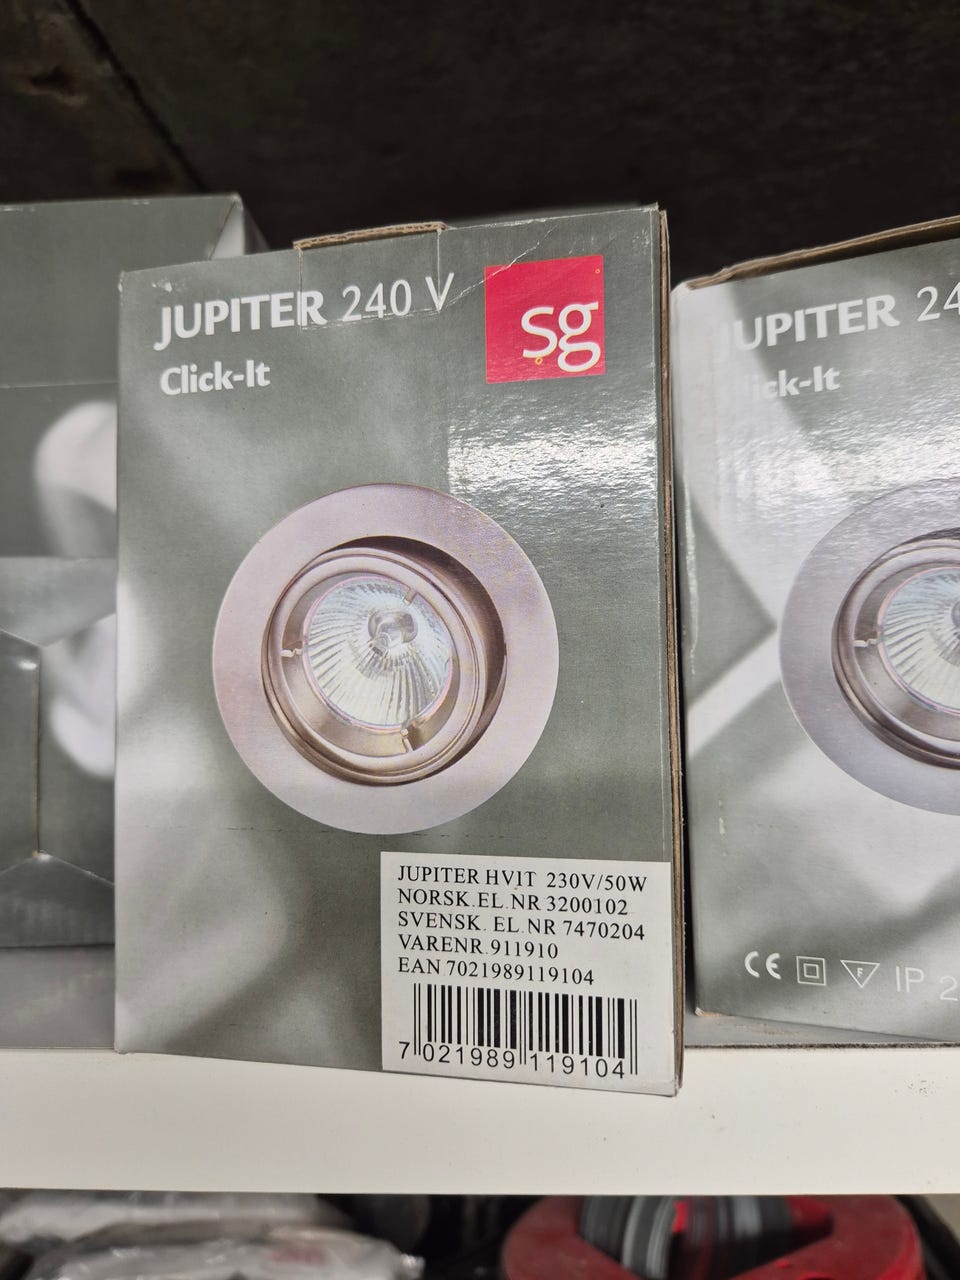 JUPITER 240 V
Click-It
sg
JUPITER HVIT 230V/50W
NORSK.EL.NR 3200102
SVENSK. EL.NR 7470204
VARENR.911910
EAN 7021989119104
7 021989 119104
JUPITER 24
ick-It
CE F IP 2